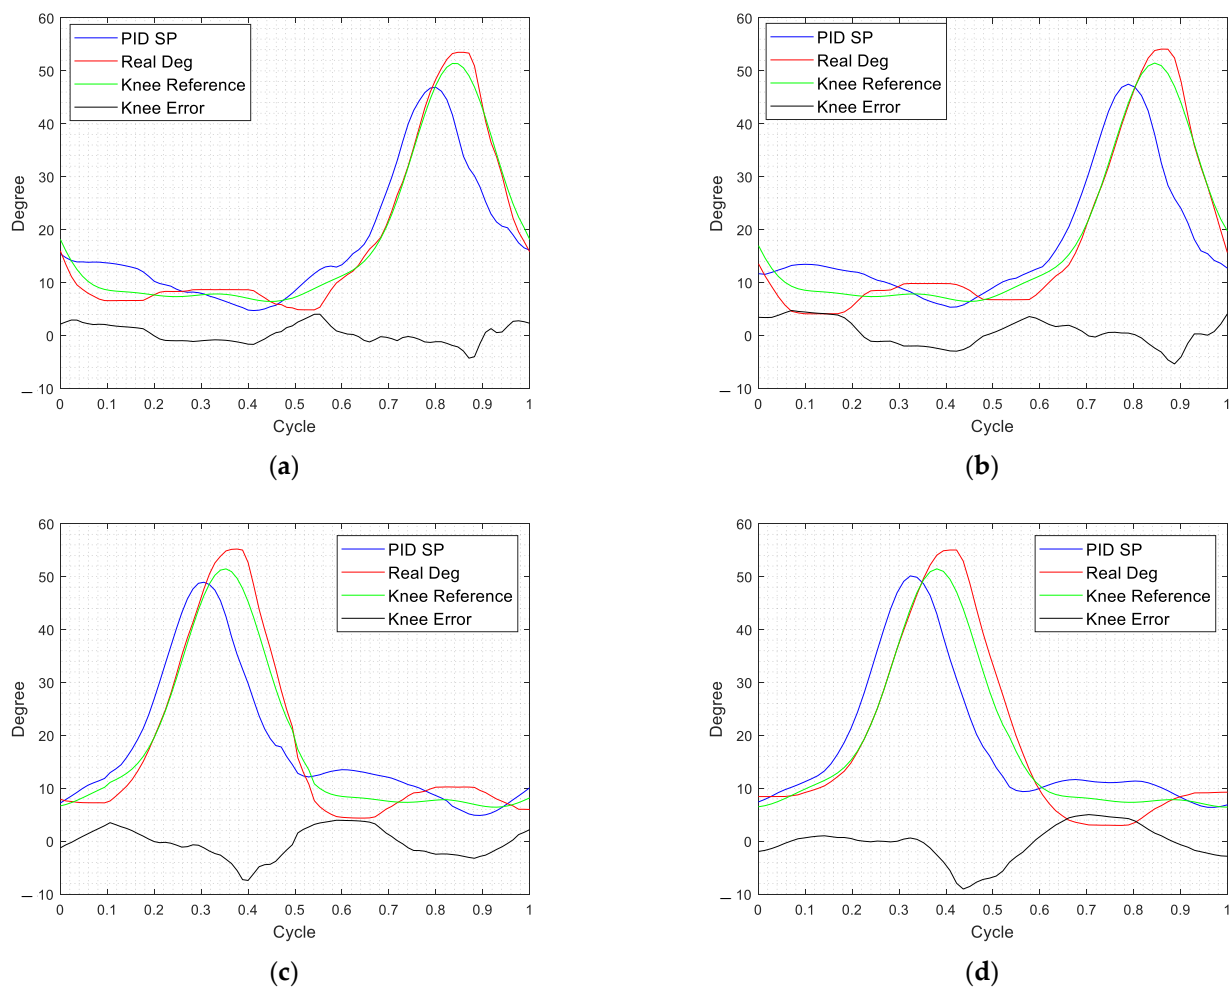 60
50
40
30
20
10
0
— 10
Degree
PID SP
Real Deg
Knee Reference
Knee Error
0 0.1 0.2 0.3 0.4 0.5 0.6 0.7 0.8 0.9 1
Cycle
(a)
60
50
40
30
20
10
0
— 10
Degree
PID SP
Real Deg
Knee Reference
Knee Error
0 0.1 0.2 0.3 0.4 0.5 0.6 0.7 0.8 0.9 1
Cycle
(b)
60
50
40
30
20
10
0
— 10
Degree
PID SP
Real Deg
Knee Reference
Knee Error
0 0.1 0.2 0.3 0.4 0.5 0.6 0.7 0.8 0.9 1
Cycle
(c)
60
50
40
30
20
10
0
— 10
Degree
PID SP
Real Deg
Knee Reference
Knee Error
0 0.1 0.2 0.3 0.4 0.5 0.6 0.7 0.8 0.9 1
Cycle
(d)